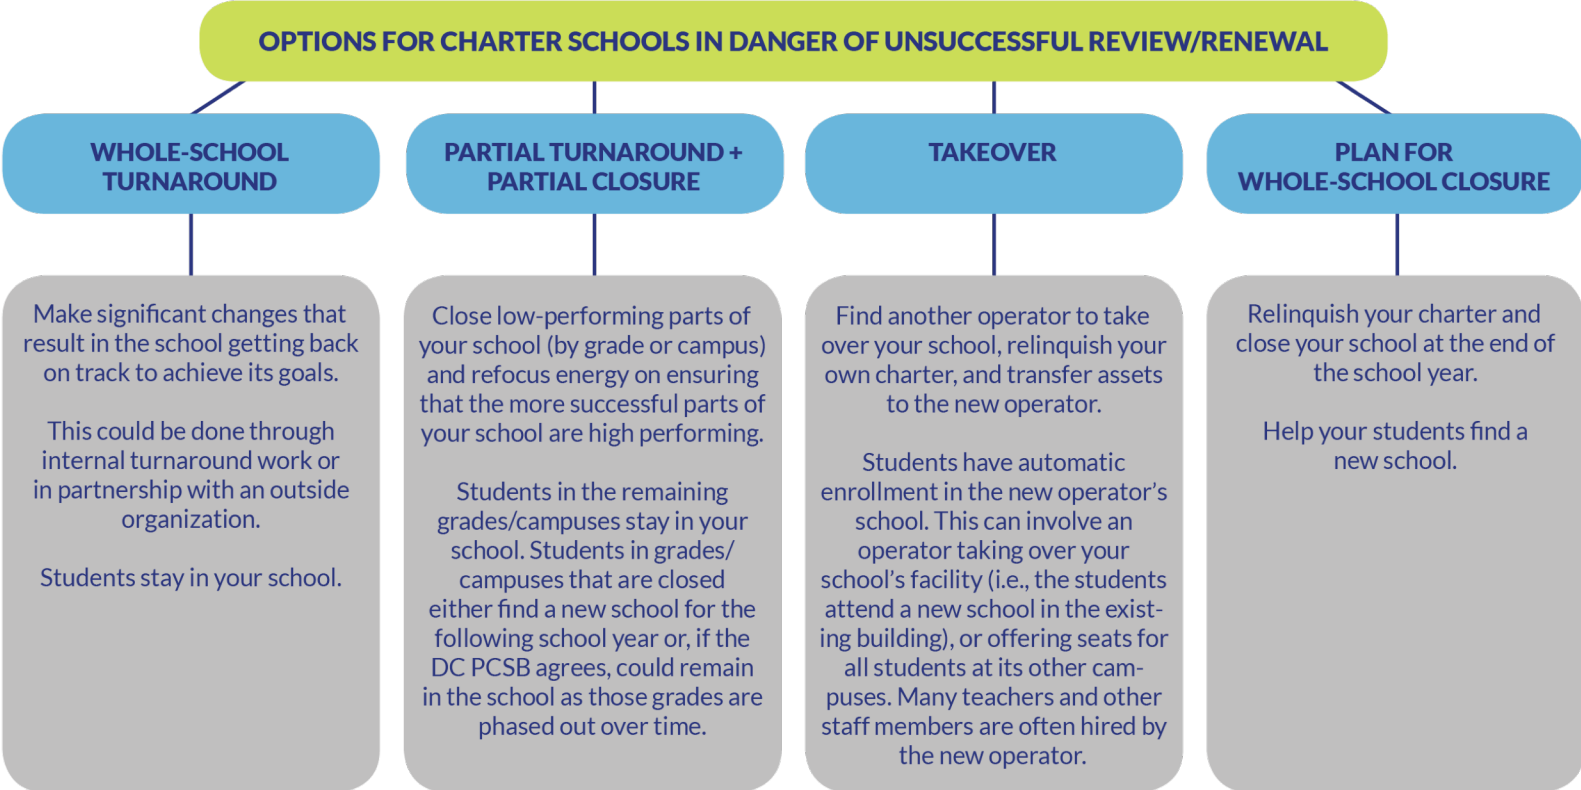 OPTIONS FOR CHARTER SCHOOLS IN DANGER OF UNSUCCESSFUL REVIEW/RENEWAL
WHOLE-SCHOOL
TURNAROUND
Make significant changes that
result in the school getting back
on track to achieve its goals.
This could be done through
internal turnaround work or
in partnership with an outside
organization.
Students stay in your school.
PARTIAL TURNAROUND +
PARTIAL CLOSURE
Close low-performing parts of
your school (by grade or campus)
and refocus energy on ensuring
that the more successful parts of
your school are high performing.
Students in the remaining
grades/campuses stay in your
school. Students in grades/
campuses that are closed
either find a new school for the
following school year or, if the
DC PCSB agrees, could remain
in the school as those grades are
phased out over time.
TAKEOVER
Find another operator to take
over your school, relinquish your
own charter, and transfer assets
to the new operator.
Students have automatic
enrollment in the new operator’s
school. This can involve an
operator taking over your
school’s facility (i.e., the students
attend a new school in the exist-
ing building), or offering seats for
all students at its other cam-
puses. Many teachers and other
staff members are often hired by
the new operator.
PLAN FOR
WHOLE-SCHOOL CLOSURE
Relinquish your charter and
close your school at the end of
the school year.
Help your students find a
new school.